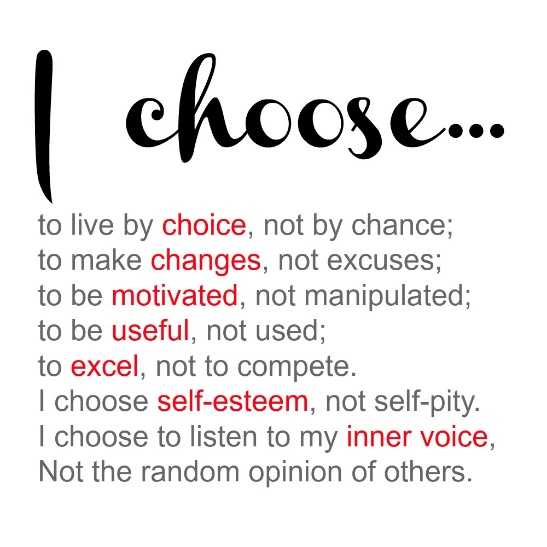 I choose...
to live by choice, not by chance;
to make changes, not excuses;
to be motivated, not manipulated;
to be useful, not used;
to excel, not to compete.
I choose self-esteem, not self-pity.
I choose to listen to my inner voice,
Not the random opinion of others.